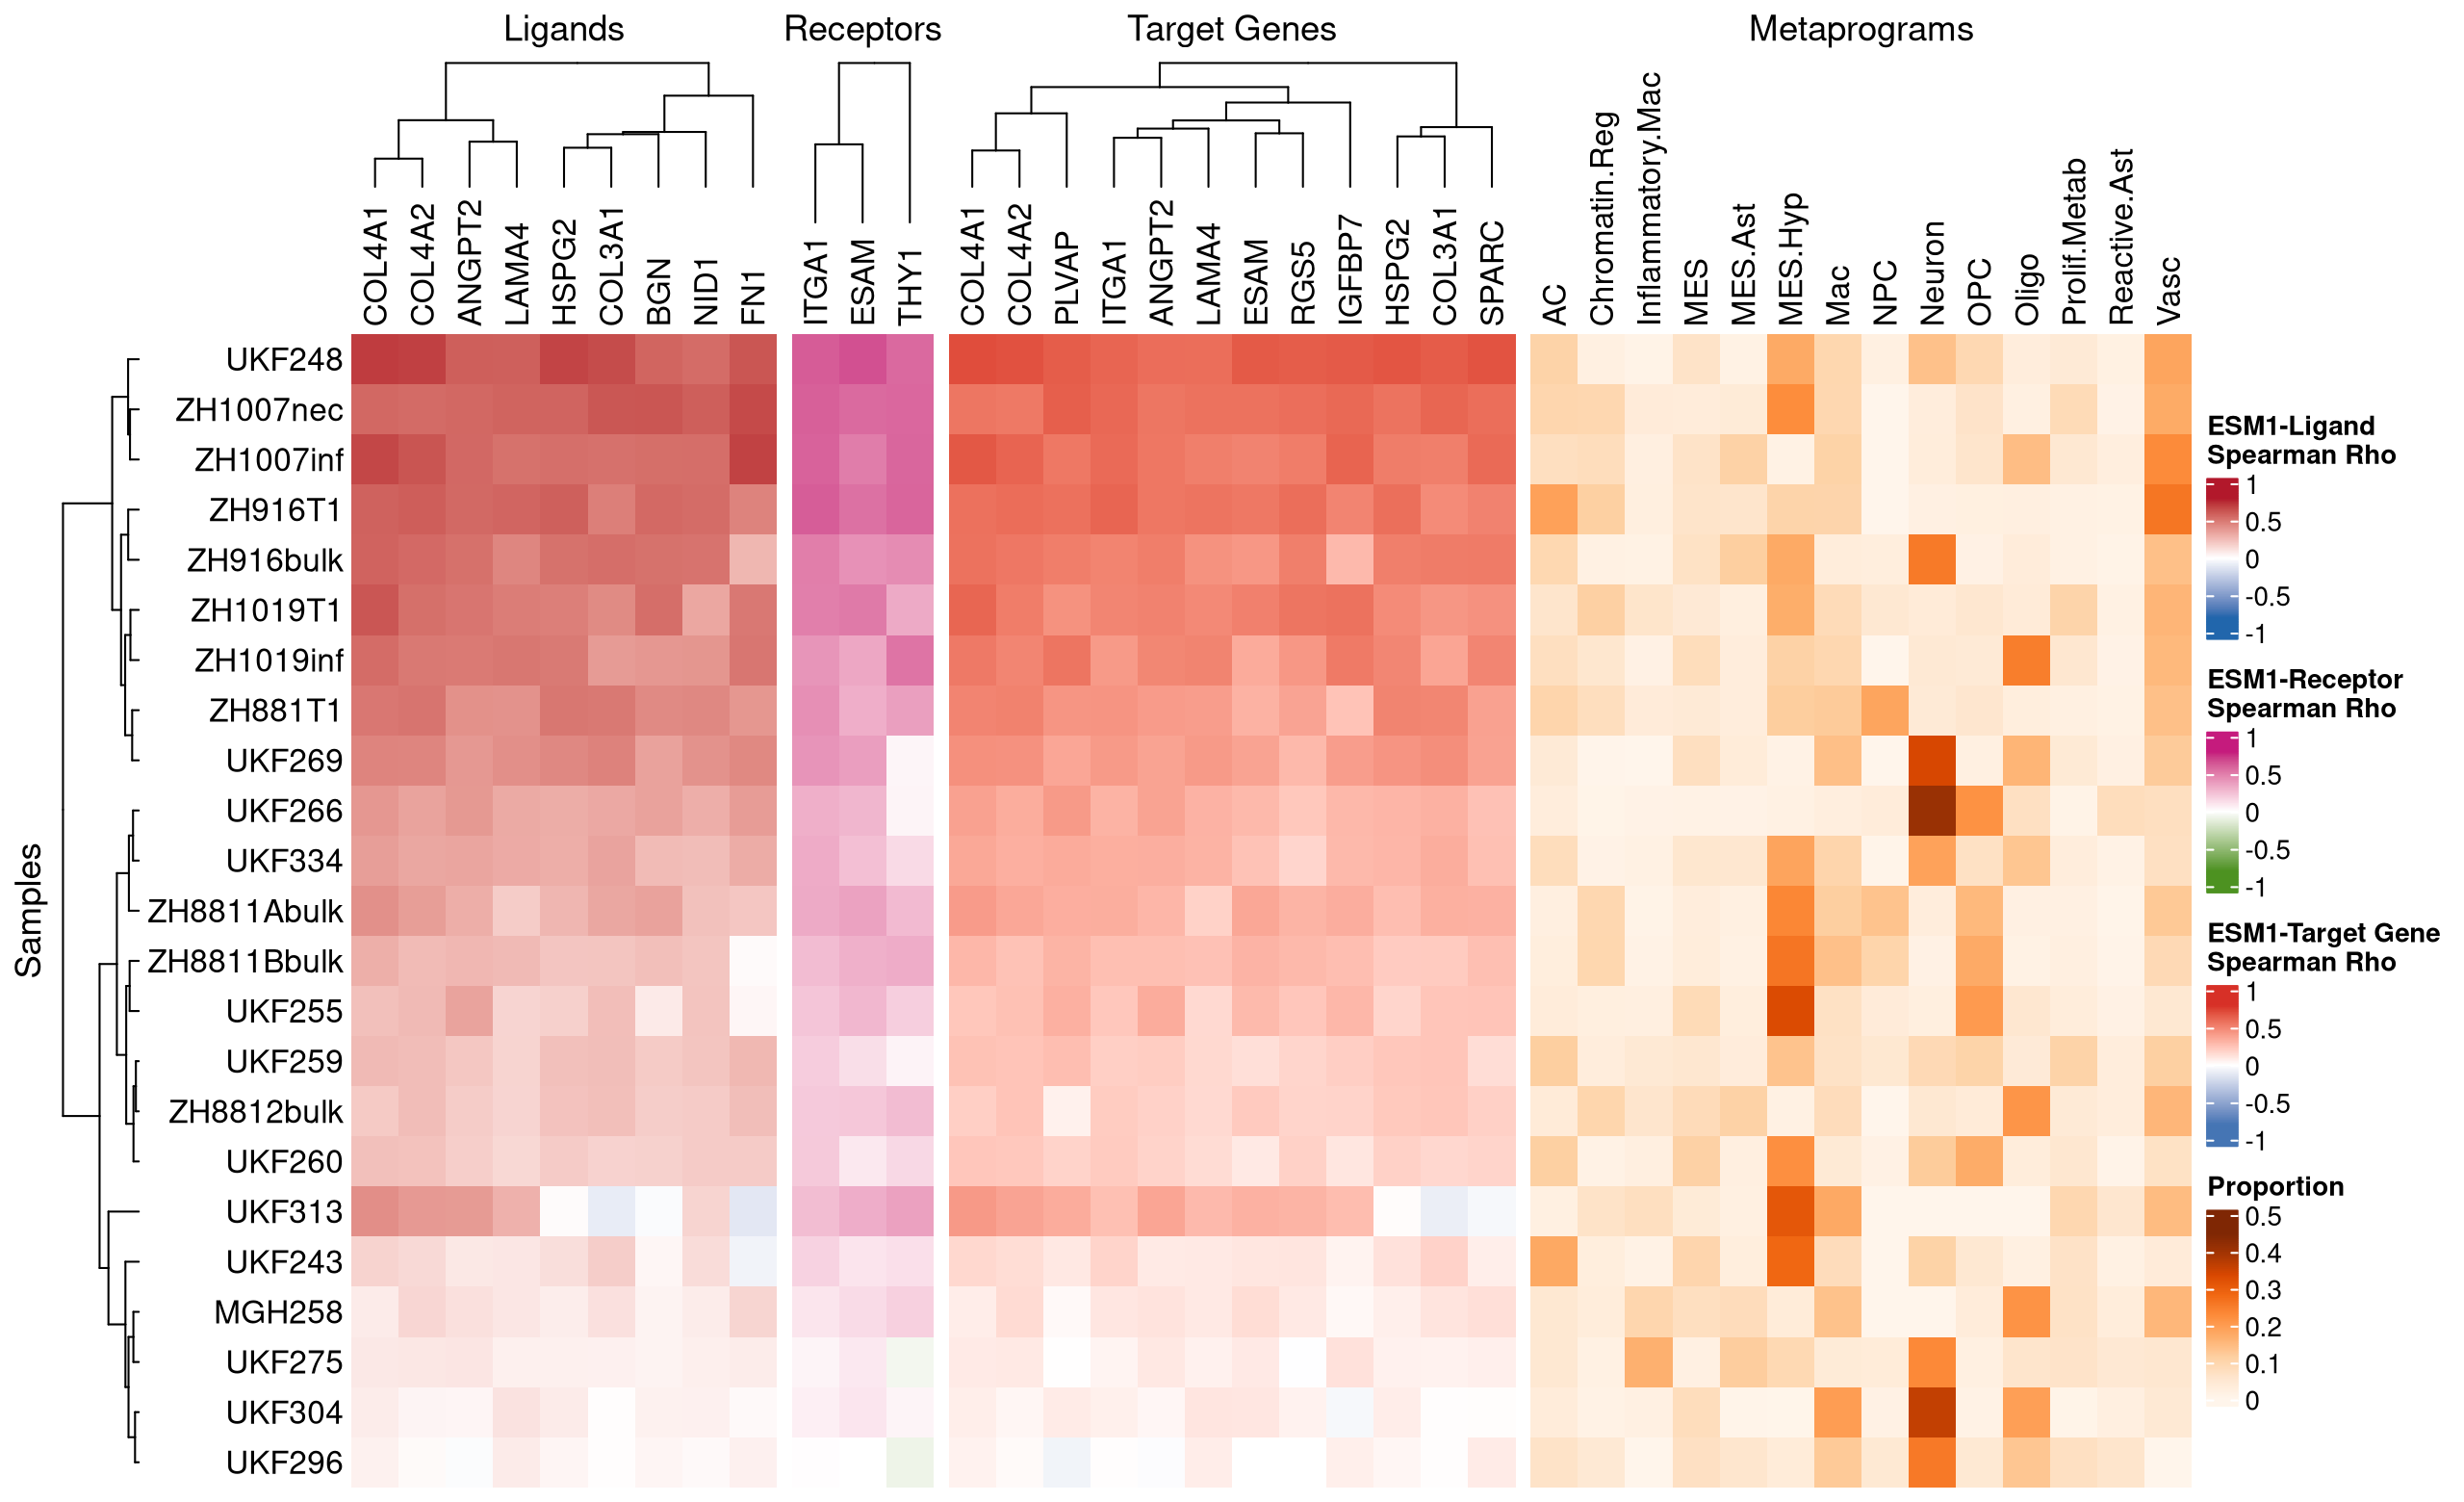 Ligands
Receptors
Target Genes
Metaprograms
COL4A1
COL4A2
ANGPT2
LAMA4
HSPG2
COL3A1
BGN
NID1
FN1
ITGA1
ESAM
THY1
COL4A1
COL4A2
PLVAP
ITGA1
ANGPT2
LAMA4
ESAM
RGS5
IGFBP7
HSPG2
COL3A1
SPARC
AC
Chromatin.Reg
Inflammatory.Mac
MES
MES.Ast
MES.Hyp
Mac
NPC
Neuron
OPC
Oligo
Prolif.Metab
Reactive.Ast
Vasc
Samples
UKF248
ZH1007nec
ZH1007inf
ZH916T1
ZH916bulk
ZH1019T1
ZH1019inf
ZH881T1
UKF269
UKF266
UKF334
ZH8811Abulk
ZH8811Bbulk
UKF255
UKF259
ZH8812bulk
UKF260
UKF313
UKF243
MGH258
UKF275
UKF304
UKF296
ESM1-Ligand
Spearman Rho
1
0.5
0
-0.5
-1
ESM1-Receptor
Spearman Rho
1
0.5
0
-0.5
-1
ESM1-Target Gene
Spearman Rho
1
0.5
0
-0.5
-1
Proportion
0.5
0.4
0.3
0.2
0.1
0